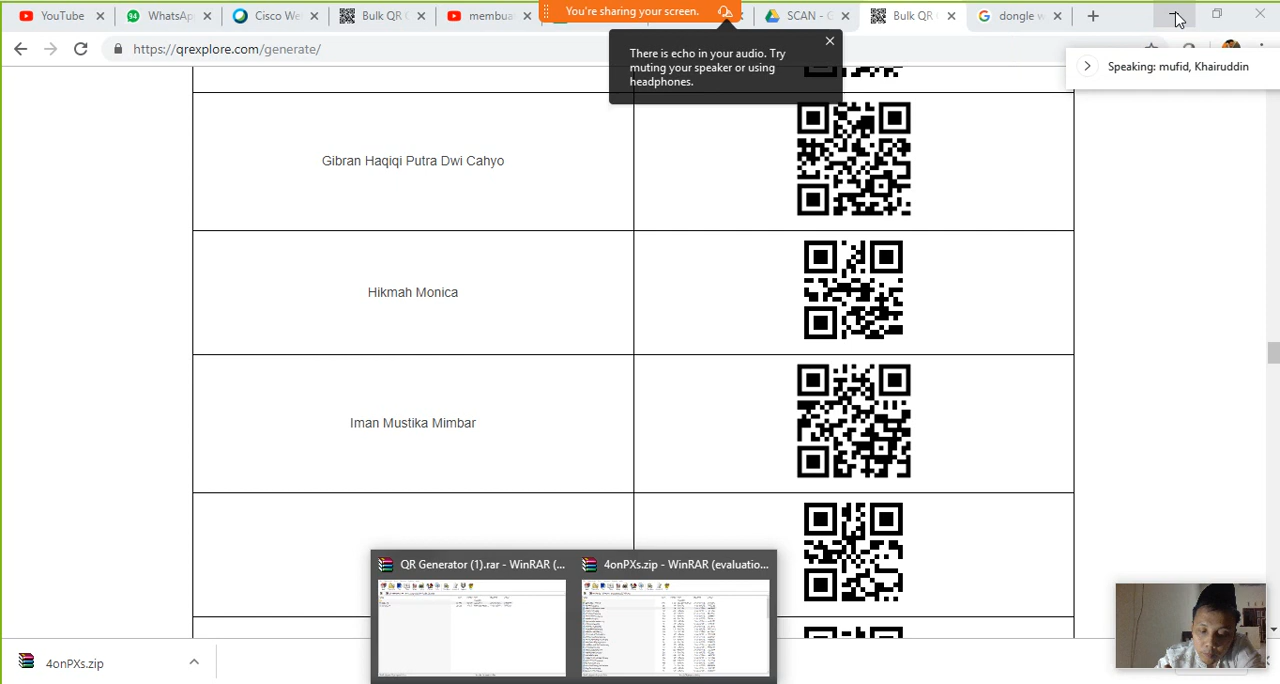 YouTube
WhatsAp
Cisco We
Bulk QR
membua
You're sharing your screen.
SCAN - G
Bulk QR
dongle w
https://qrexplore.com/generate/
There is echo in your audio. Try
muting your speaker or using
headphones.
Speaking: mufid, Khairuddin
Gibran Haqiqi Putra Dwi Cahyo
Hikmah Monica
Iman Mustika Mimbar
QR Generator (1).rar - WinRAR (...
4onPXs.zip - WinRAR (evaluatio...
4onPXs.zip